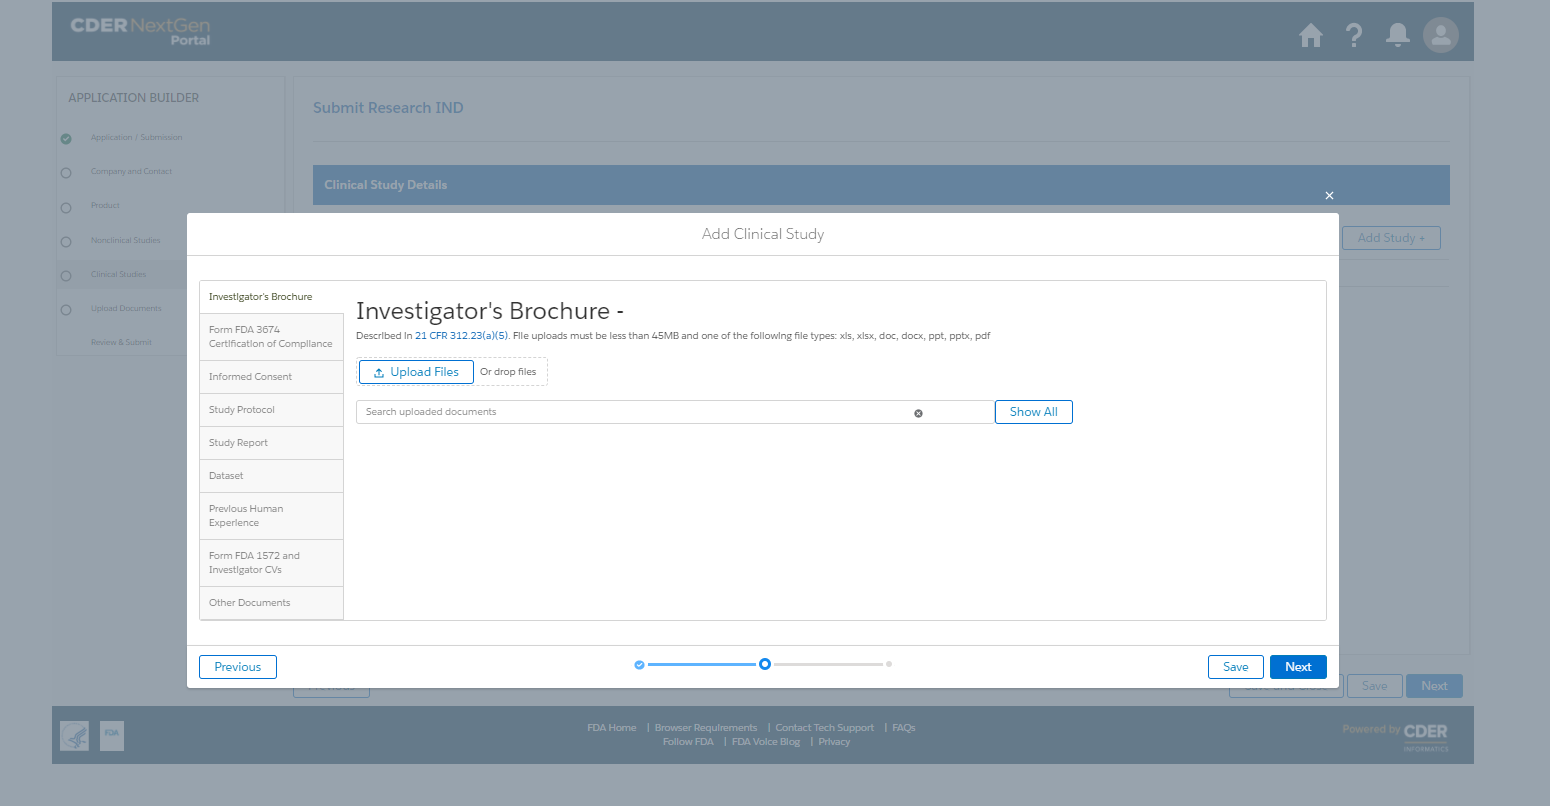 CDER NextGen
Portal
APPLICATION BUILDER
Application / Submission
Company and Contact
Product
Nonclinical Studies
Clinical Studies
Upload Documents
Review & Submit
Submit Research IND
Clinical Study Details
Add Study +
Add Clinical Study
Investigator's Brochure
Form FDA 3674
Certification of Compliance
Informed Consent
Study Protocol
Study Report
Dataset
Previous Human
Experience
Form FDA 1572 and
Investigator CVs
Other Documents
Investigator's Brochure -
Described in 21 CFR 312.23(a)(5). File uploads must be less than 45MB and one of the following file types: xls, xlsx, doc, docx, ppt, pptx, pdf
Upload Files Or drop files
Search uploaded documents
Show All
Previous
Save
Next
Save
Next
FDA
FDA Home | Browser Requirements | Contact Tech Support | FAQs
Follow FDA | FDA Voice Blog | Privacy
Powered by CDER
INFORMATICS